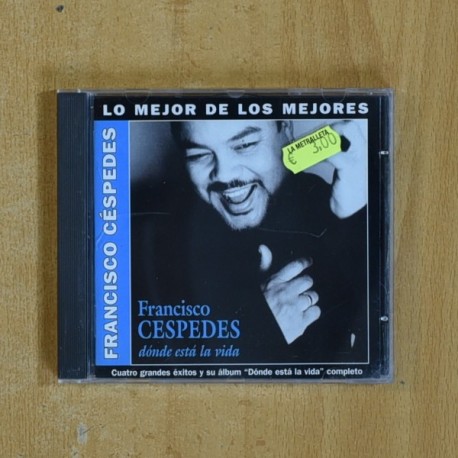 LO MEJOR DE LOS MEJORES
FRANCISCO CÉSPEDES
LA METRALLETA
€ 3,00
Francisco
CESPEDES
dónde está la vida
Cuatro grandes éxitos y su álbum "Dónde está la vida" completo